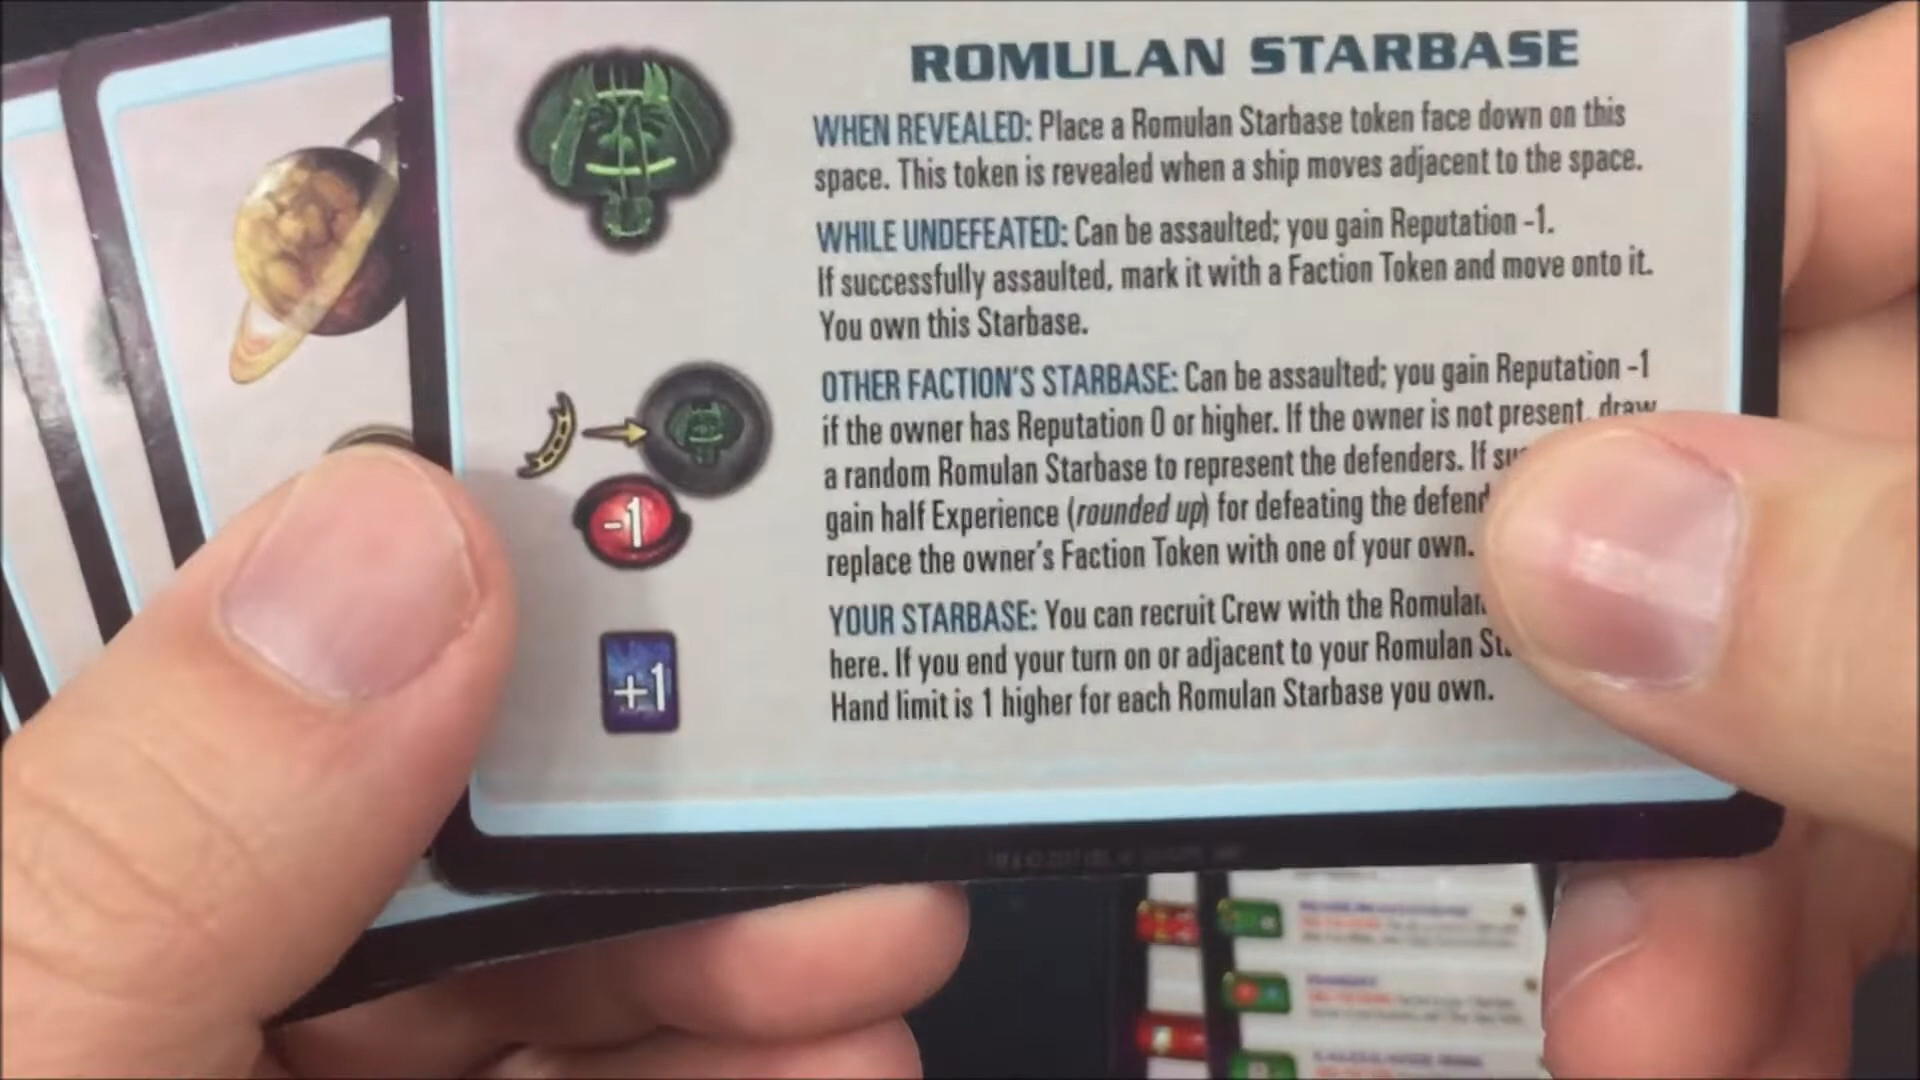 ROMULAN STARBASE
WHEN REVEALED: Place a Romulan Starbase token face down on this
space. This token is revealed when a ship moves adjacent to the space.
WHILE UNDEFEATED: Can be assaulted; you gain Reputation -1.
If successfully assaulted, mark it with a Faction Token and move onto it.
You own this Starbase.
OTHER FACTION'S STARBASE: Can be assaulted; you gain Reputation -1
if the owner has Reputation 0 or higher. If the owner is not present, draw
a random Romulan Starbase to represent the defenders. If
gain half Experience (rounded up) for defeating the
replace the owner's Faction Token with one of your own.
-1
YOUR STARBASE: You can recruit Crew with the Romulan
here. If you end your turn on or adjacent to your Romulan
Hand limit is 1 higher for each Romulan Starbase you own.
+1